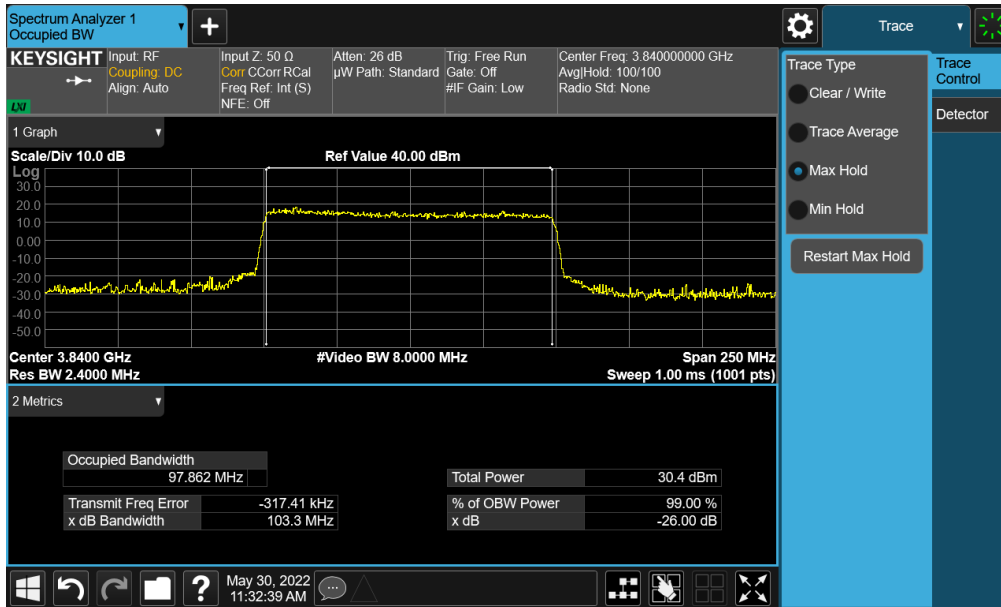 Spectrum Analyzer 1
Occupied BW
+
Trace
KEYSIGHT
LXI
Input: RF
Coupling: DC
Align: Auto
Input Z: 50 Ω
Corr CCorr RCal
Freq Ref: Int (S)
NFE: Off
Atten: 26 dB
µW Path: Standard
Trig: Free Run
Gate: Off
#IF Gain: Low
Center Freq: 3.840000000 GHz
Avg|Hold: 100/100
Radio Std: None
1 Graph
Scale/Div 10.0 dB
Ref Value 40.00 dBm
Log
30.0
20.0
10.0
0.00
-10.0
-20.0
-30.0
-40.0
-50.0
Center 3.8400 GHz
#Video BW 8.0000 MHz
Span 250 MHz
Res BW 2.4000 MHz
Sweep 1.00 ms (1001 pts)
2 Metrics
Occupied Bandwidth
97.862 MHz
Total Power 30.4 dBm
Transmit Freq Error -317.41 kHz
% of OBW Power 99.00 %
x dB Bandwidth 103.3 MHz
x dB -26.00 dB
?
May 30, 2022
11:32:39 AM
Trace Type
Clear / Write
Trace Average
Max Hold
Min Hold
Restart Max Hold
Trace
Control
Detector